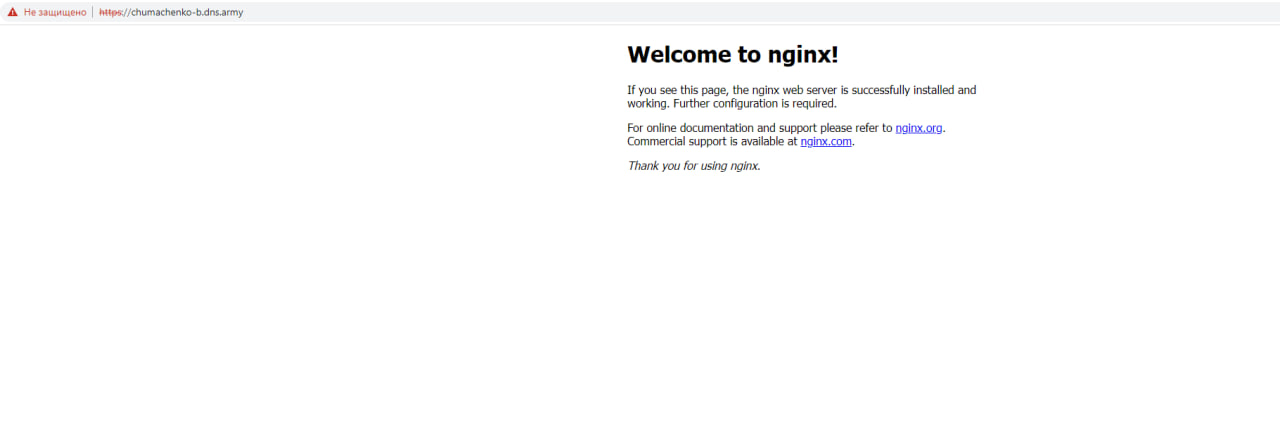 Не защищено https://chumachenko-b.dns.army
Welcome to nginx!
If you see this page, the nginx web server is successfully installed and
working. Further configuration is required.
For online documentation and support please refer to nginx.org.
Commercial support is available at nginx.com.
Thank you for using nginx.